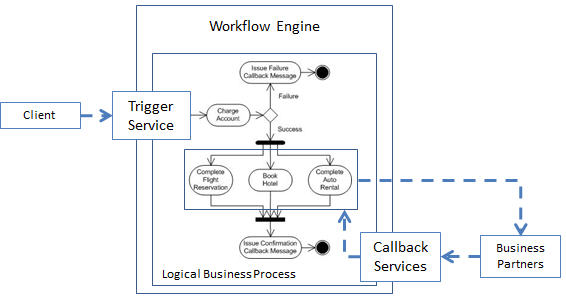 Workflow Engine
Issue Failure
Callback Message
Failure
Client
Trigger
Service
Charge
Account
Success
Complete
Flight
Reservation
Book
Hotel
Complete
Auto
Rental
Issue Confirmation
Callback Message
Callback
Services
Business
Partners
Logical Business Process